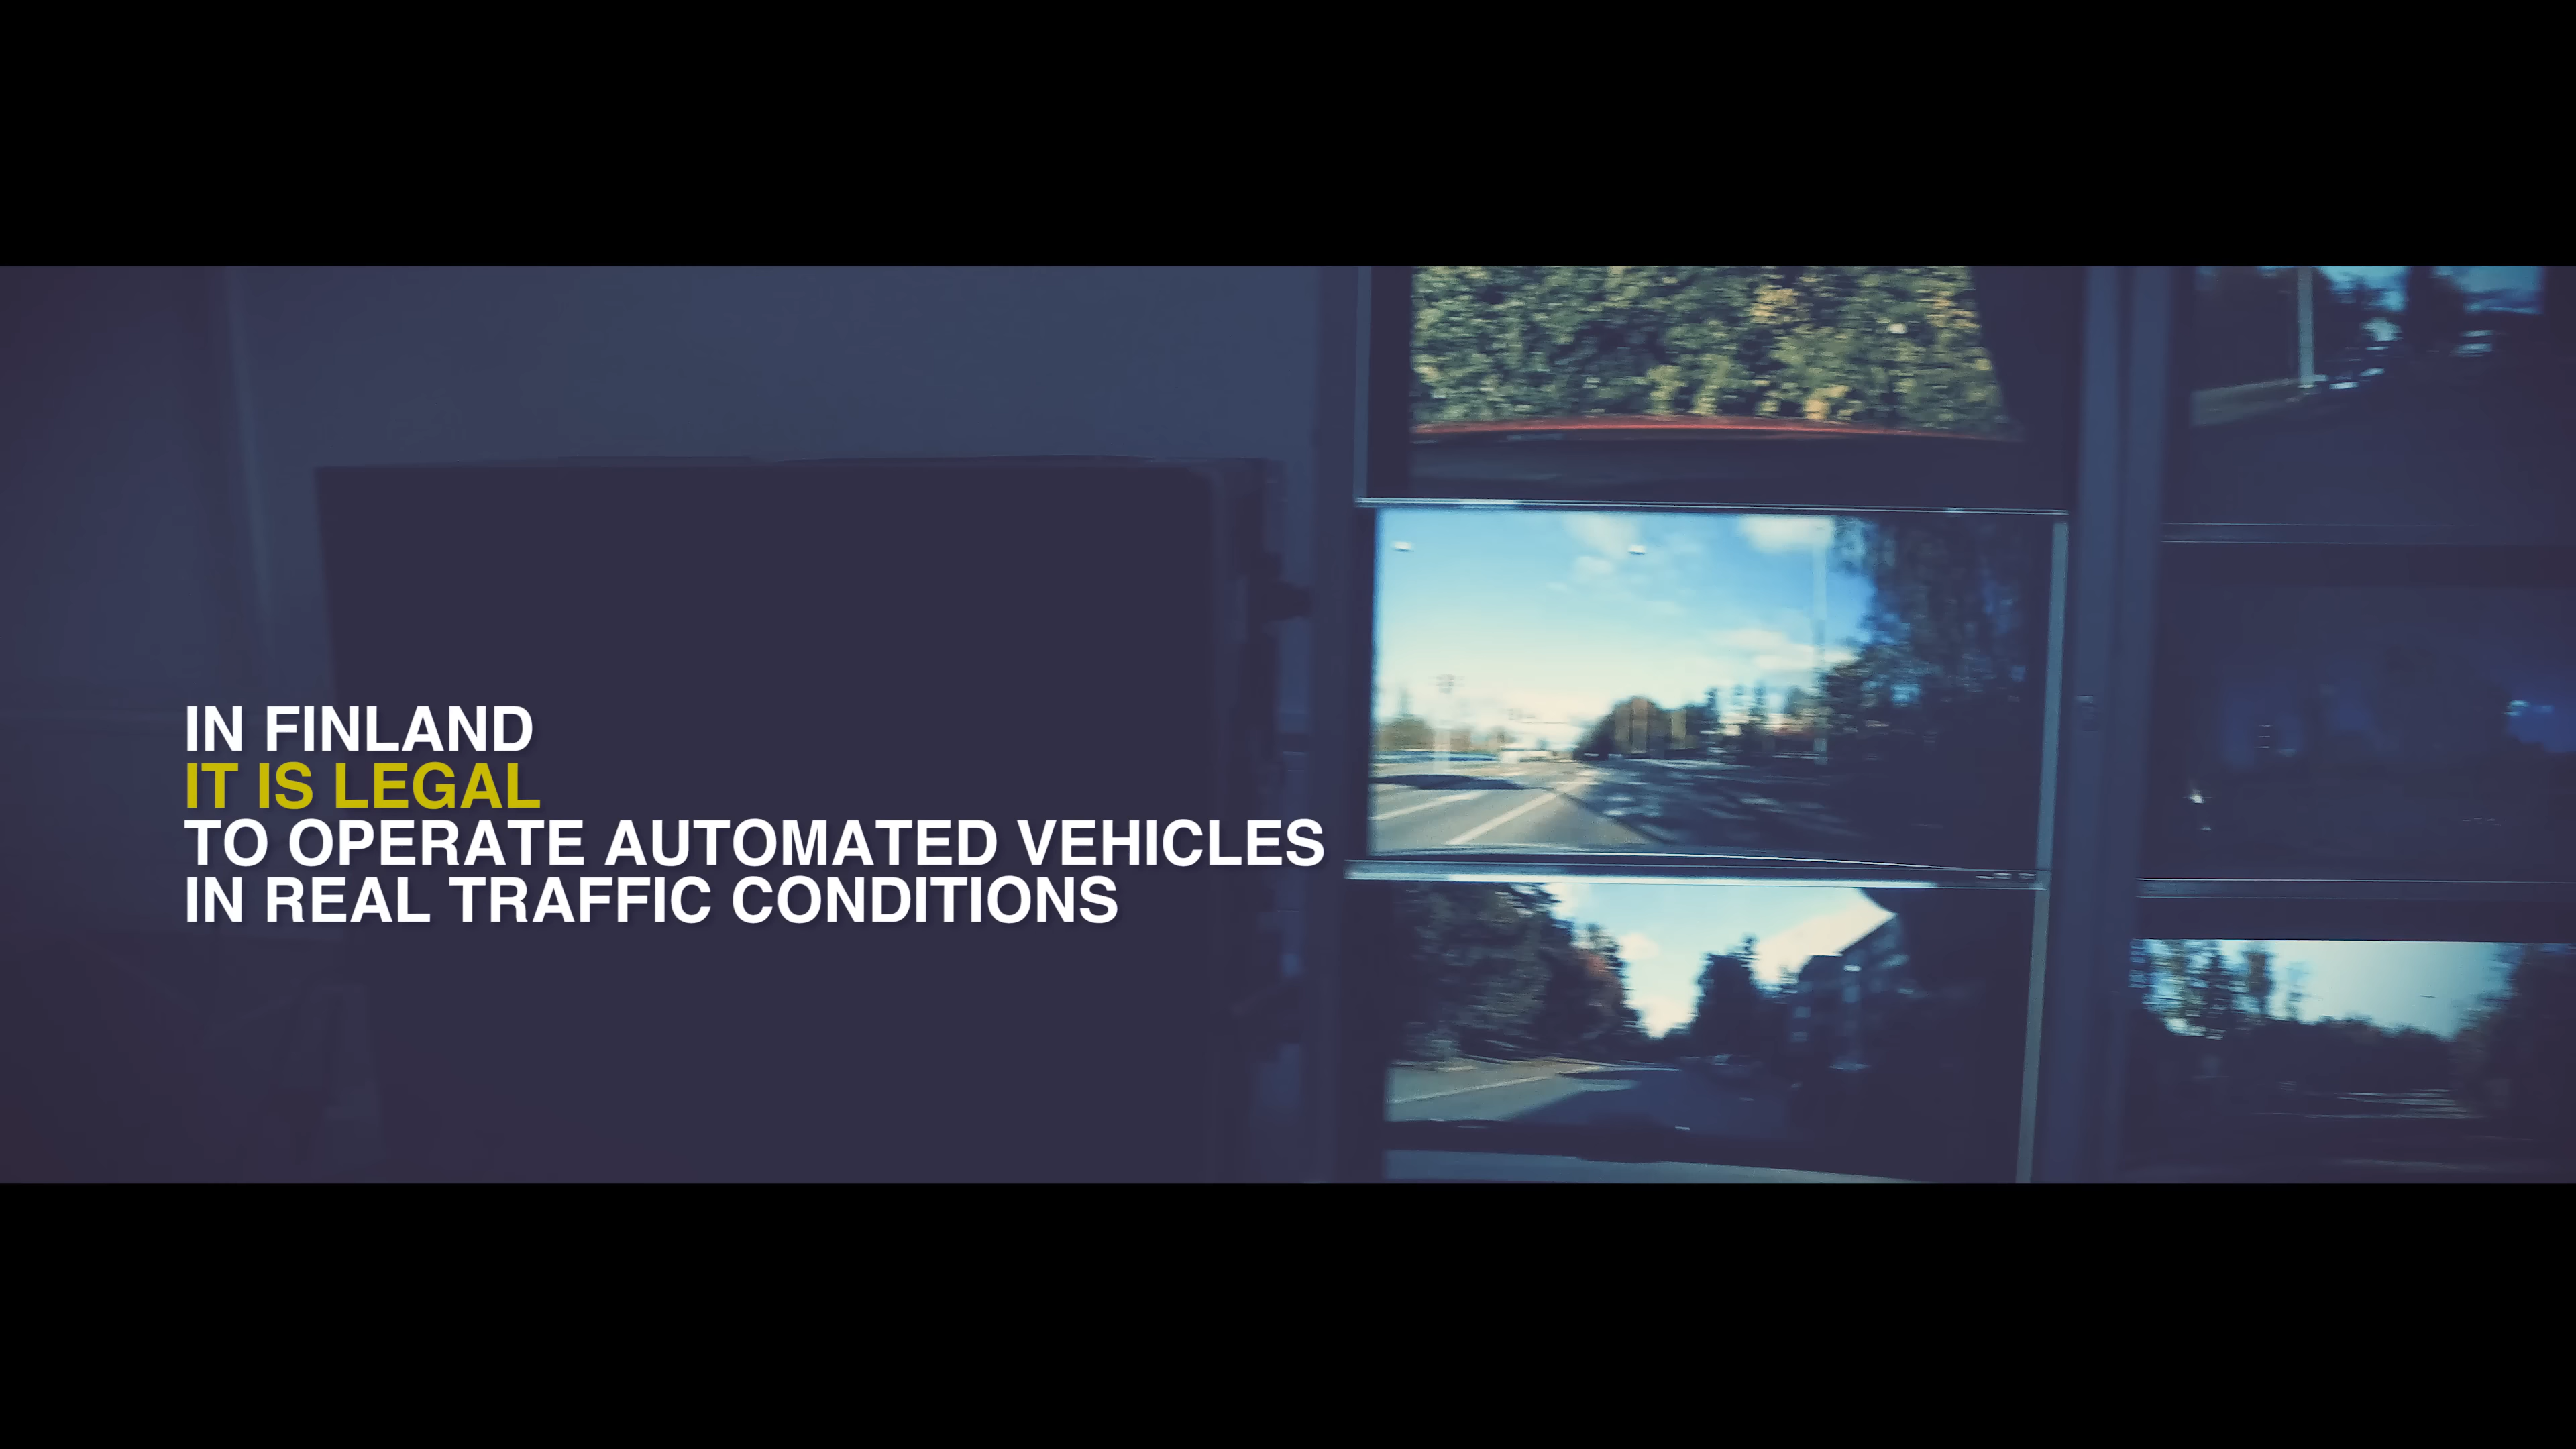 IN FINLAND
IT IS LEGAL
TO OPERATE AUTOMATED VEHICLES
IN REAL TRAFFIC CONDITIONS